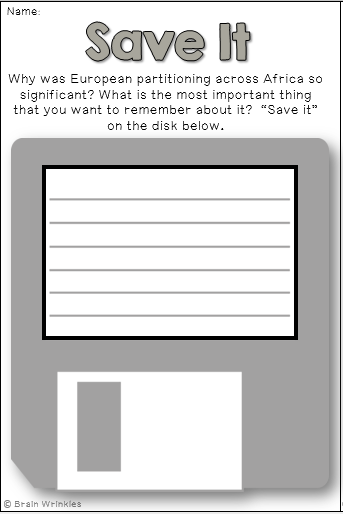 Name:
Save It
Why was European partitioning across Africa so
significant? What is the most important thing
that you want to remember about it? “Save it”
on the disk below.
© Brain Wrinkles